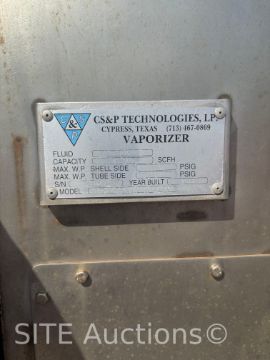 CS&P TECHNOLOGIES, L.P.
CYPRESS, TEXAS (713) 467-0869
VAPORIZER
FLUID
CAPACITY SCFH
MAX. W.P. SHELL SIDE PSIG
MAX. W.P. TUBE SIDE PSIG
S/N YEAR BUILT
MODEL
SITE Auctions.com®